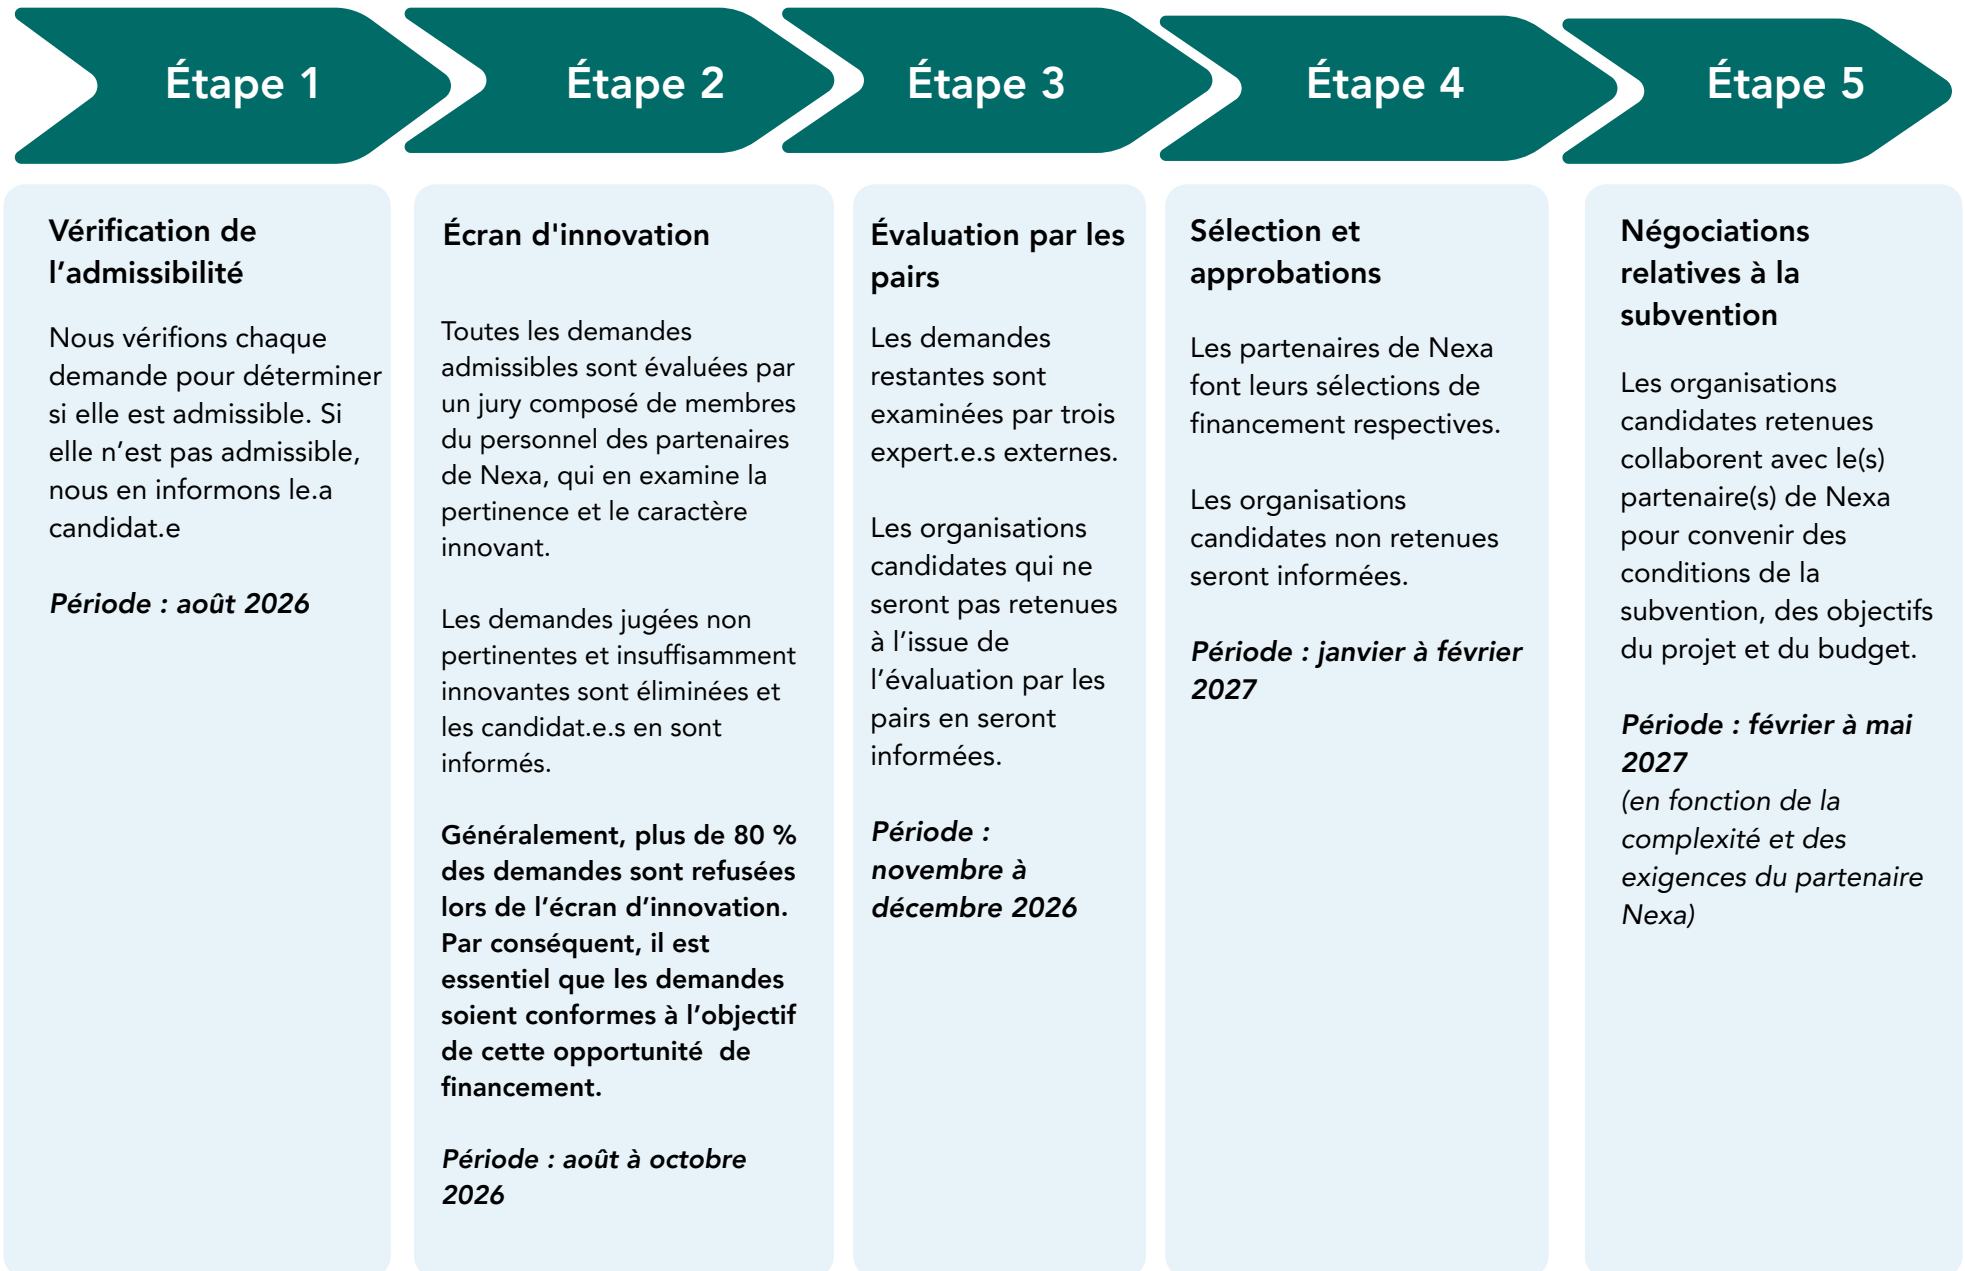 Étape 1
Étape 2
Étape 3
Étape 4
Étape 5
Vérification de
l’admissibilité
Nous vérifions chaque
demande pour déterminer
si elle est admissible. Si
elle n’est pas admissible,
nous en informons le.a
candidat.e
Période : août 2026
Écran d'innovation
Toutes les demandes
admissibles sont évaluées par
un jury composé de membres
du personnel des partenaires
de Nexa, qui en examine la
pertinence et le caractère
innovant.
Les demandes jugées non
pertinentes et insuffisamment
innovantes sont éliminées et
les candidat.e.s en sont
informés.
Généralement, plus de 80 %
des demandes sont refusées
lors de l’écran d’innovation.
Par conséquent, il est
essentiel que les demandes
soient conformes à l’objectif
de cette opportunité  de
financement.
Période : août à octobre
2026
Évaluation par les
pairs
Les demandes
restantes sont
examinées par trois
expert.e.s externes.
Les organisations
candidates qui ne
seront pas retenues
à l’issue de
l’évaluation par les
pairs en seront
informées.
Période :
novembre à
décembre 2026
Sélection et
approbations
Les partenaires de Nexa
font leurs sélections de
financement respectives.
Les organisations
candidates non retenues
seront informées.
Période : janvier à février
2027
Négociations
relatives à la
subvention
Les organisations
candidates retenues
collaborent avec le(s)
partenaire(s) de Nexa
pour convenir des
conditions de la
subvention, des objectifs
du projet et du budget.
Période : février à mai
2027
(en fonction de la
complexité et des
exigences du partenaire
Nexa)